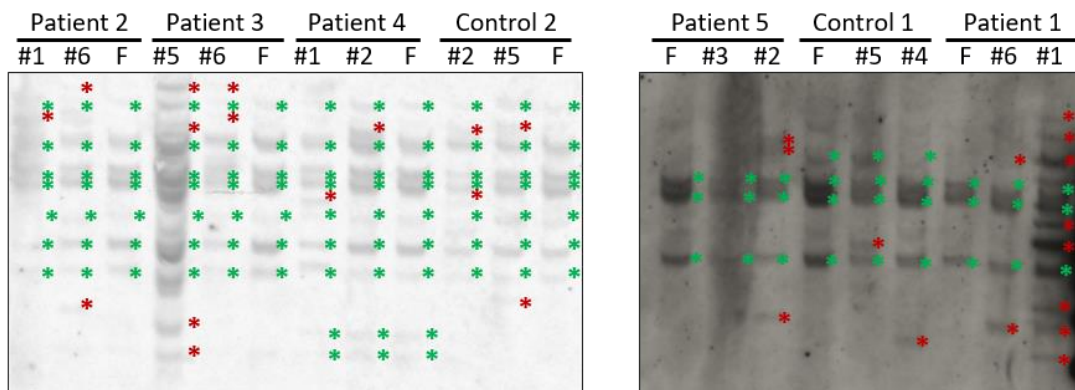 Patient 2 Patient 3 Patient 4 Control 2
#1 #6 F #5 #6 F #1 #2 F #2 #5 F
Patient 5 Control 1 Patient 1
F #3 #2 F #5 #4 F #6 #1